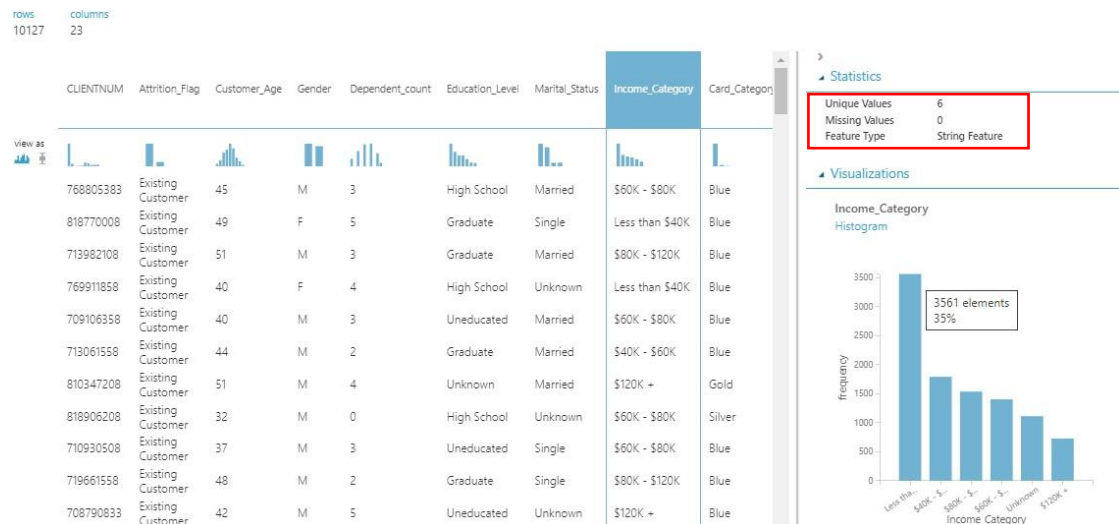 rows columns
10127 23
CLIENTNUM Attrition_Flag Customer_Age Gender Dependent_count Education_Level Marital_Status Income_Category Card_Category
view as
768805383 Existing Customer 45 M 3 High School Married $60K - $80K Blue
818770008 Existing Customer 49 F 5 Graduate Single Less than $40K Blue
713982108 Existing Customer 51 M 3 Graduate Married $80K - $120K Blue
769911858 Existing Customer 40 F 4 High School Unknown Less than $40K Blue
709106358 Existing Customer 40 M 3 Uneducated Married $60K - $80K Blue
713061558 Existing Customer 44 M 2 Graduate Married $40K - $60K Blue
810347208 Existing Customer 51 M 4 Unknown Married $120K + Gold
818906208 Existing Customer 32 M 0 High School Unknown $60K - $80K Silver
710930508 Existing Customer 37 M 3 Uneducated Single $60K - $80K Blue
719661558 Existing Customer 48 M 2 Graduate Single $80K - $120K Blue
708790833 Existing Customer 42 M 5 Uneducated Unknown $120K + Blue
Statistics
Unique Values 6
Missing Values 0
Feature Type String Feature
Visualizations
Income_Category
Histogram
3500
3000
2500
2000
1500
1000
500
0
frequency
3561 elements
35%
Less tha... $40K - $... $80K - $... $60K - $... Unknown $120K +
Income Category